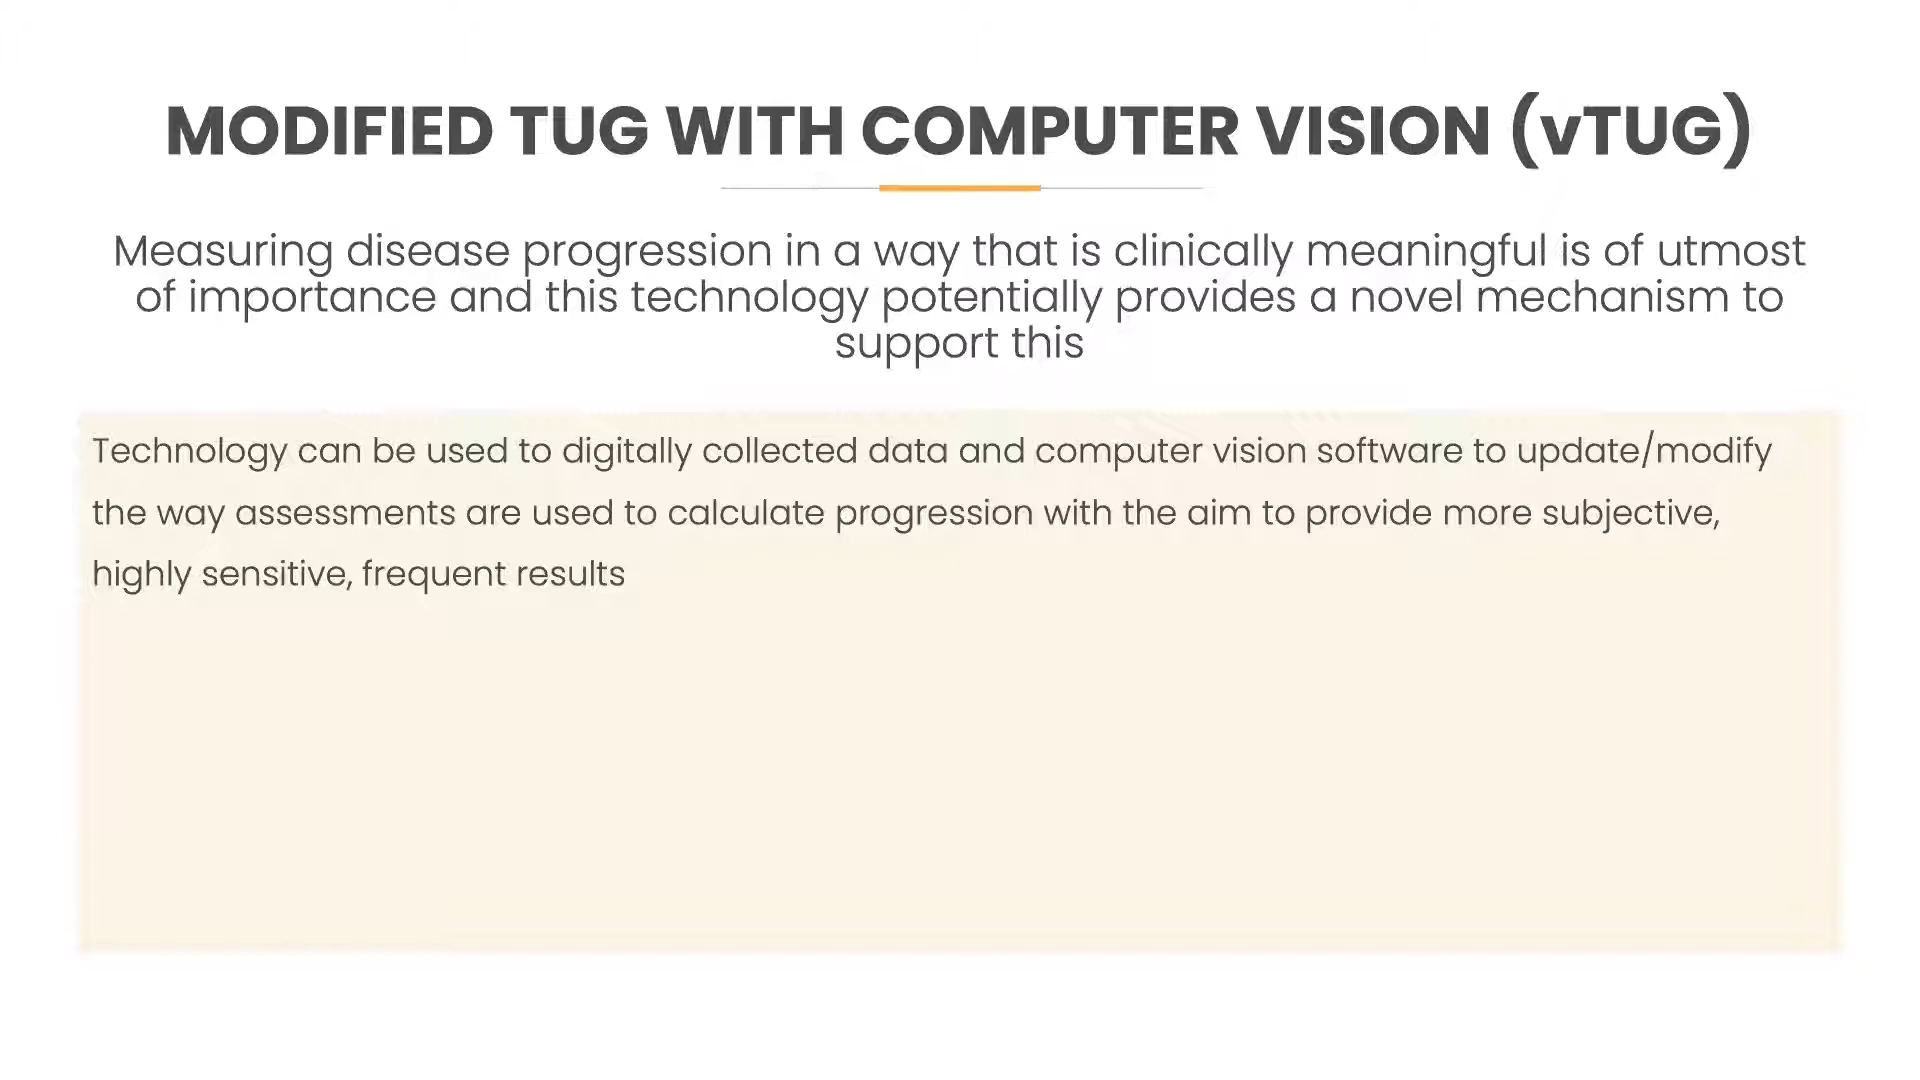 MODIFIED TUG WITH COMPUTER VISION (vTUG)
Measuring disease progression in a way that is clinically meaningful is of utmost
of importance and this technology potentially provides a novel mechanism to
support this
Technology can be used to digitally collected data and computer vision software to update/modify
the way assessments are used to calculate progression with the aim to provide more subjective,
highly sensitive, frequent results